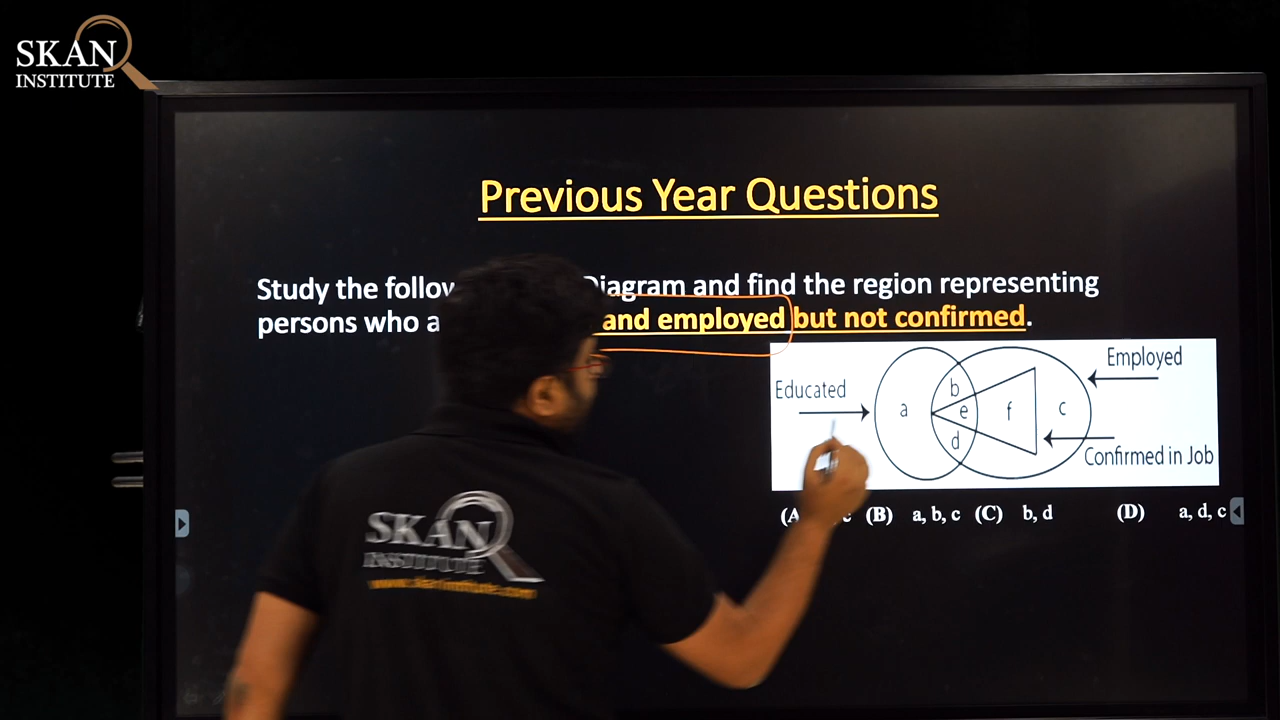 SKAN
INSTITUTE
Previous Year Questions
Study the follow Diagram and find the region representing
persons who a and employed but not confirmed.
Educated
Employed
Confirmed in Job
a
b
e
d
f
c
(B) a, b, c (C) b, d (D) a, d, c
SKAN
INSTITUTE